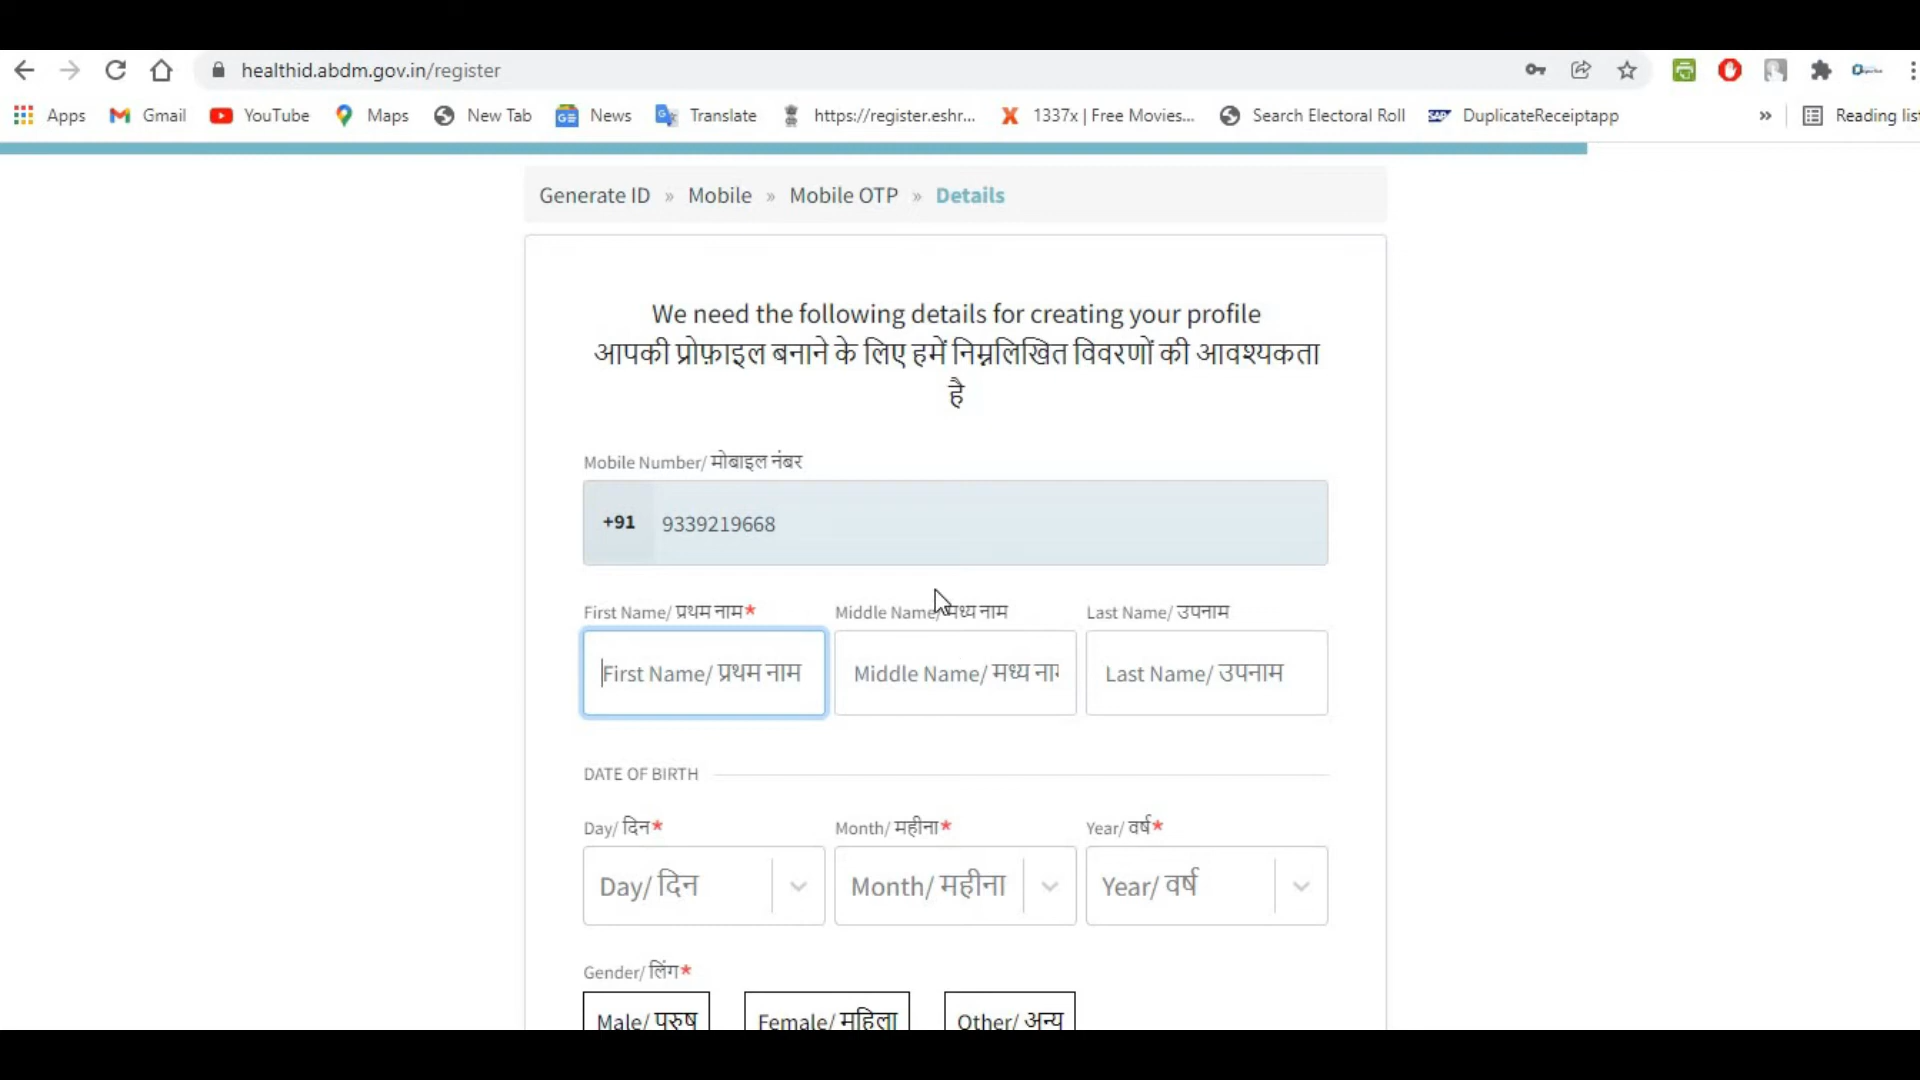 healthid.abdm.gov.in/register
Apps Gmail YouTube Maps New Tab News Translate https://register.eshr... 1337x | Free Movies... Search Electoral Roll DuplicateReceiptapp » Reading list
Generate ID » Mobile » Mobile OTP » Details
We need the following details for creating your profile
आपकी प्रोफ़ाइल बनाने के लिए हमें निम्नलिखित विवरणों की आवश्यकता
है
Mobile Number/ मोबाइल नंबर
+91 9339219668
First Name/ प्रथम नाम* Middle Name/ मध्य नाम Last Name/ उपनाम
First Name/ प्रथम नाम Middle Name/ मध्य नाम Last Name/ उपनाम
DATE OF BIRTH
Day/ दिन* Month/ महीना* Year/ वर्ष*
Day/ दिन Month/ महीना Year/ वर्ष
Gender/ लिंग*
Male/ पुरुष Female/ महिला Other/ अन्य